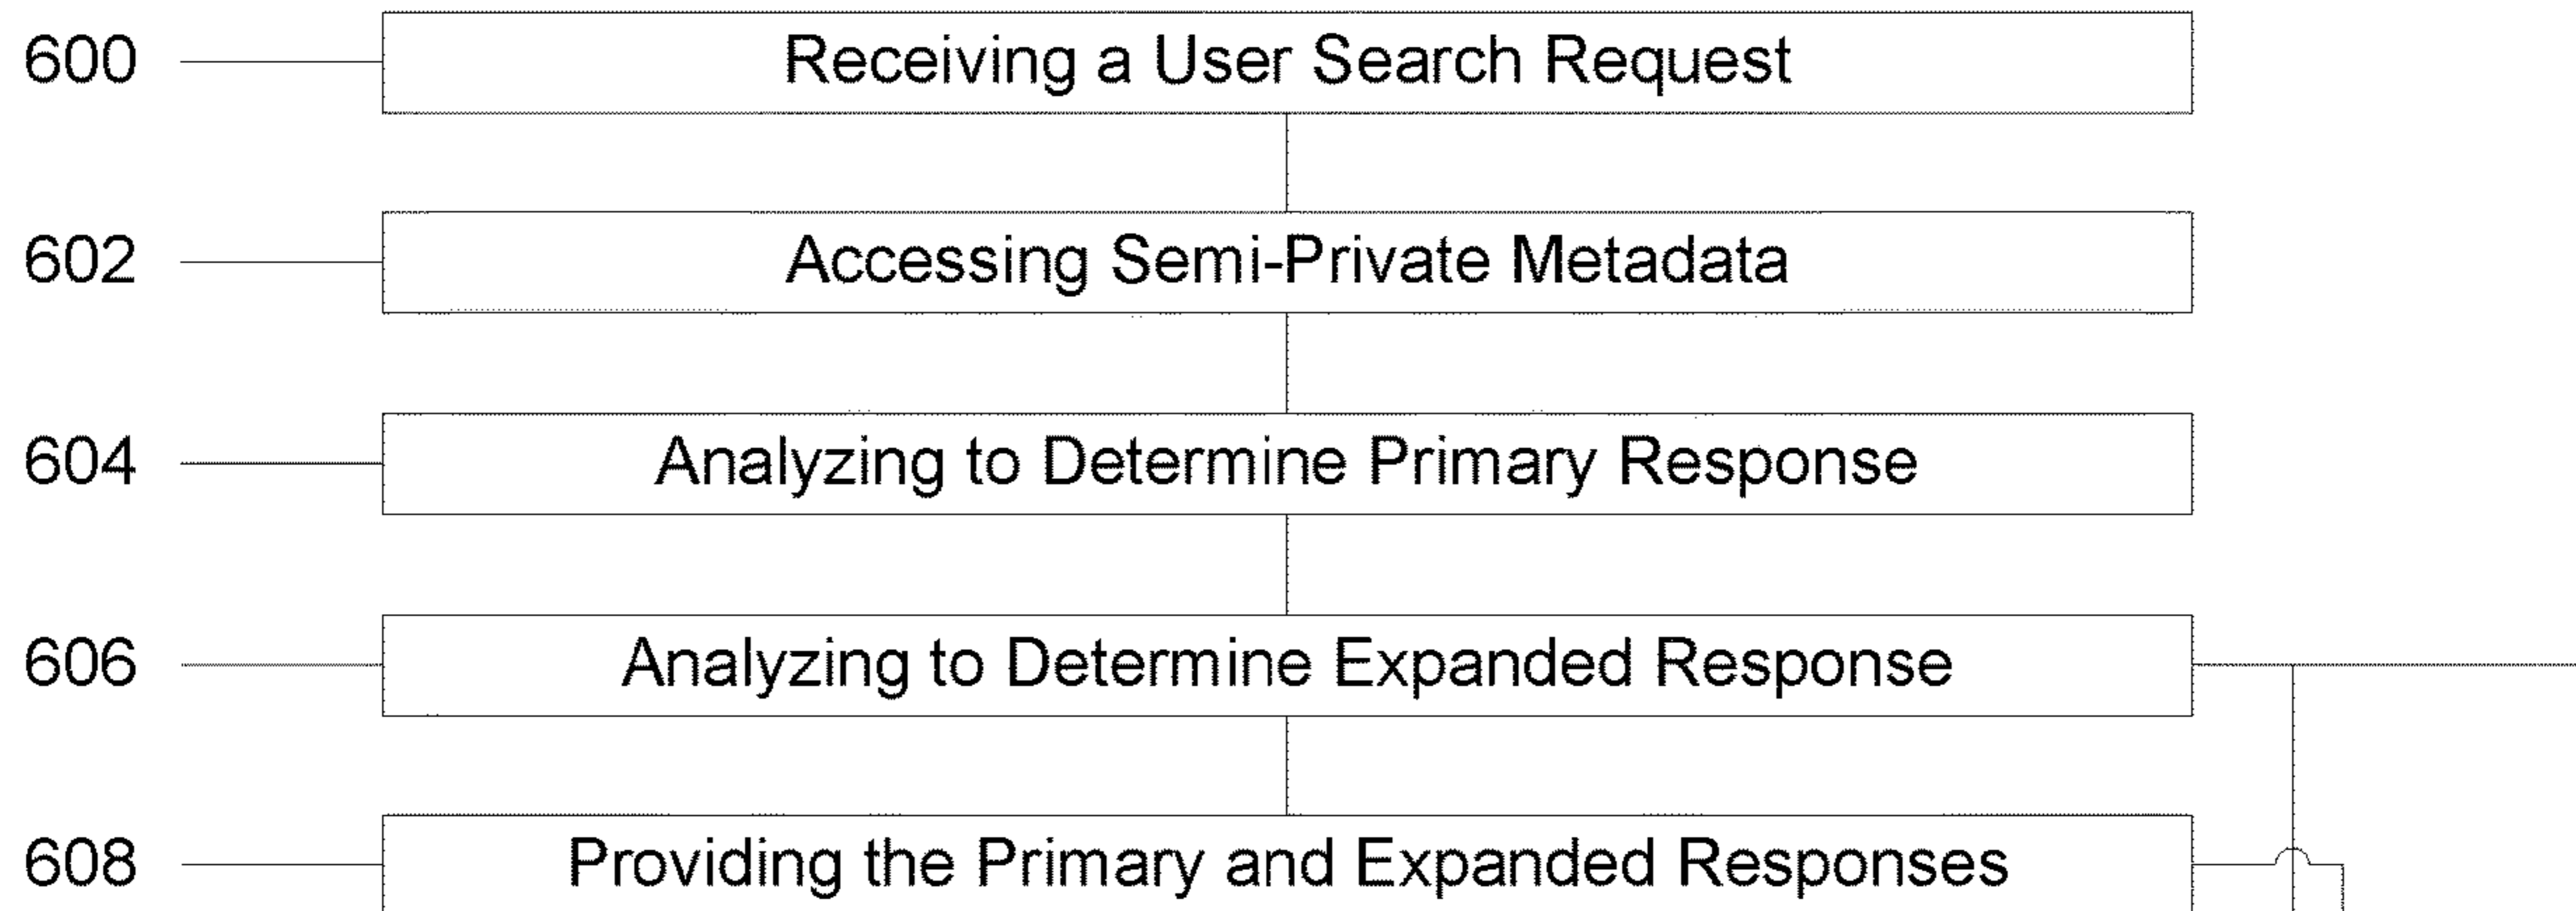 600 Receiving a User Search Request
602 Accessing Semi-Private Metadata
604 Analyzing to Determine Primary Response
606 Analyzing to Determine Expanded Response
608 Providing the Primary and Expanded Responses